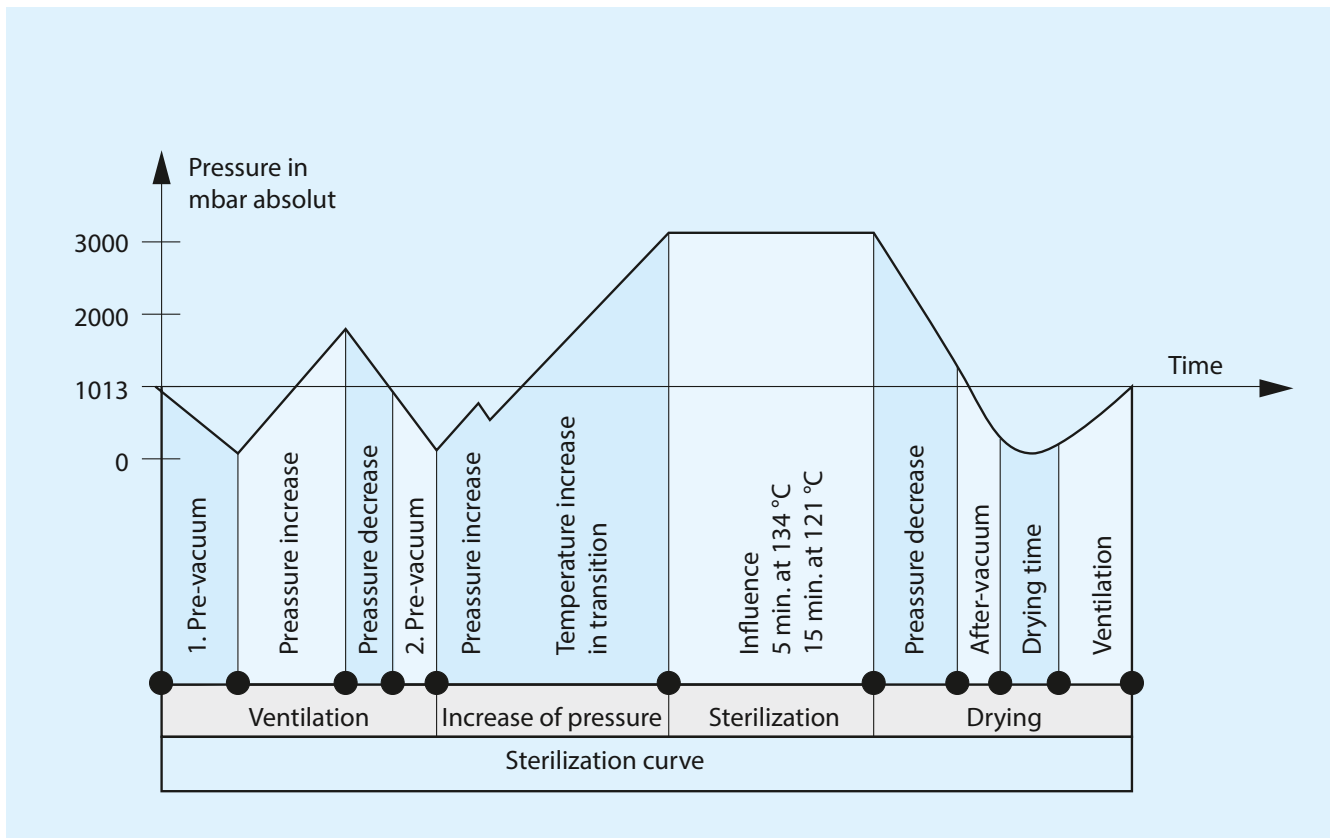 Pressure in
mbar absolut
3000
2000
1013
0
Time
1. Pre-vacuum
Preassure increase
Preassure decrease
2. Pre-vacuum
Preassure increase
Temperature increase
in transition
Influence
5 min. at 134 °C
15 min. at 121 °C
Preassure decrease
After-vacuum
Drying time
Ventilation
Ventilation
Increase of pressure
Sterilization
Drying
Sterilization curve